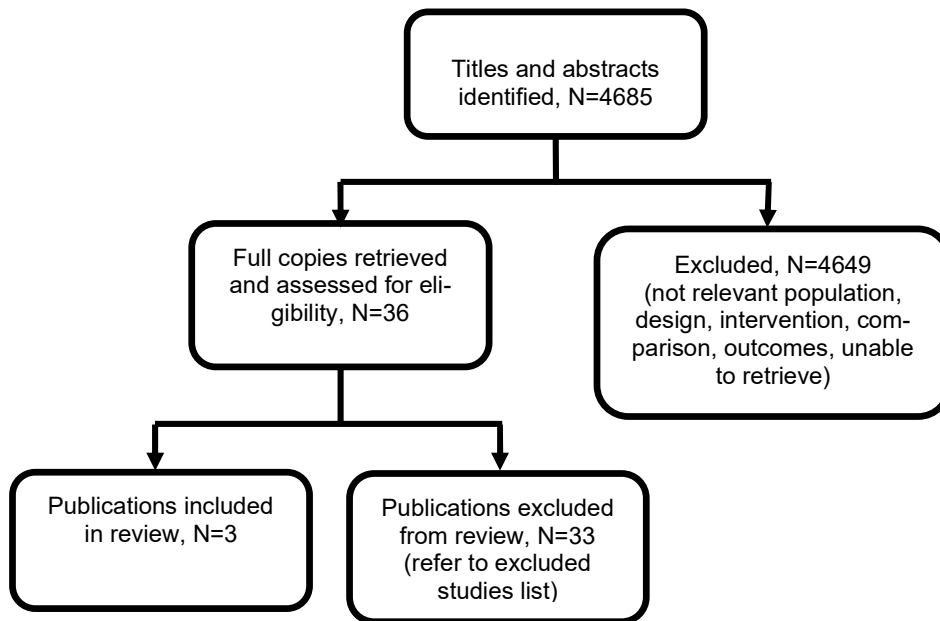 Titles and abstracts
identified, N=4685
Full copies retrieved
and assessed for eli-
gibility, N=36
Excluded, N=4649
(not relevant population,
design, intervention, com-
parison, outcomes, unable
to retrieve)
Publications included
in review, N=3
Publications excluded
from review, N=33
(refer to excluded
studies list)